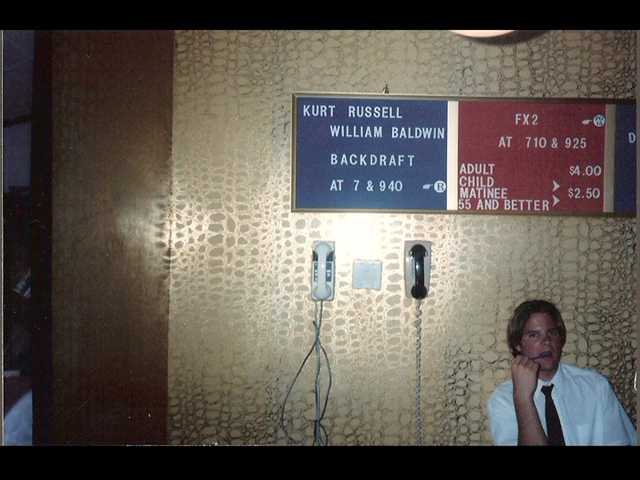 KURT RUSSELL
WILLIAM BALDWIN
BACKDRAFT
AT 7 & 940 R
FX2
AT 710 & 925
ADULT $4.00
CHILD
MATINEE $2.50
55 AND BETTER
D